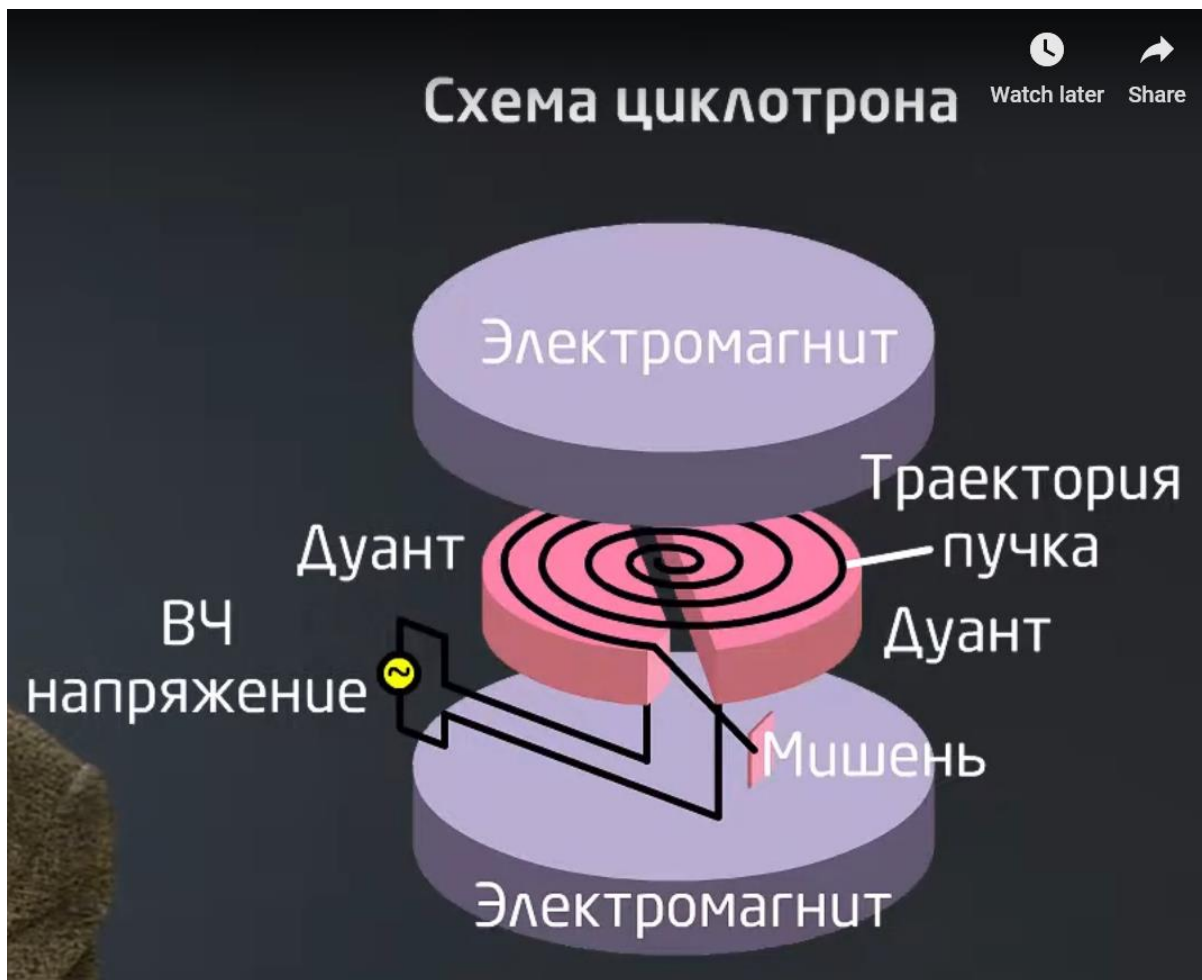 Схема циклотрона
Watch later
Share
Электромагнит
Траектория
пучка
Дуант
ВЧ
напряжение
Дуант
Мишень
Электромагнит